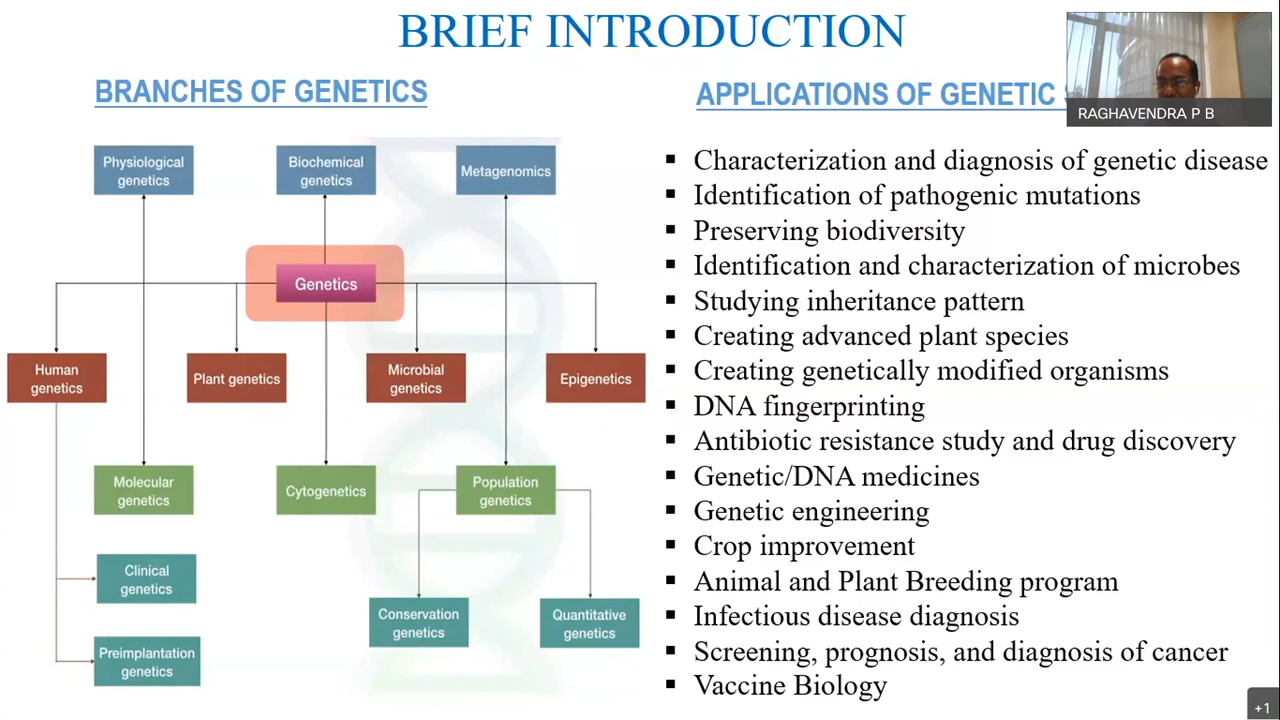 BRIEF INTRODUCTION
BRANCHES OF GENETICS
Physiological
genetics
Biochemical
genetics
Metagenomics
Genetics
Human
genetics
Plant genetics
Microbial
genetics
Epigenetics
Molecular
genetics
Cytogenetics
Population
genetics
Clinical
genetics
Conservation
genetics
Quantitative
genetics
Preimplantation
genetics
APPLICATIONS OF GENETIC
RAGHAVENDRA P B
▪ Characterization and diagnosis of genetic disease
▪ Identification of pathogenic mutations
▪ Preserving biodiversity
▪ Identification and characterization of microbes
▪ Studying inheritance pattern
▪ Creating advanced plant species
▪ Creating genetically modified organisms
▪ DNA fingerprinting
▪ Antibiotic resistance study and drug discovery
▪ Genetic/DNA medicines
▪ Genetic engineering
▪ Crop improvement
▪ Animal and Plant Breeding program
▪ Infectious disease diagnosis
▪ Screening, prognosis, and diagnosis of cancer
▪ Vaccine Biology
+1